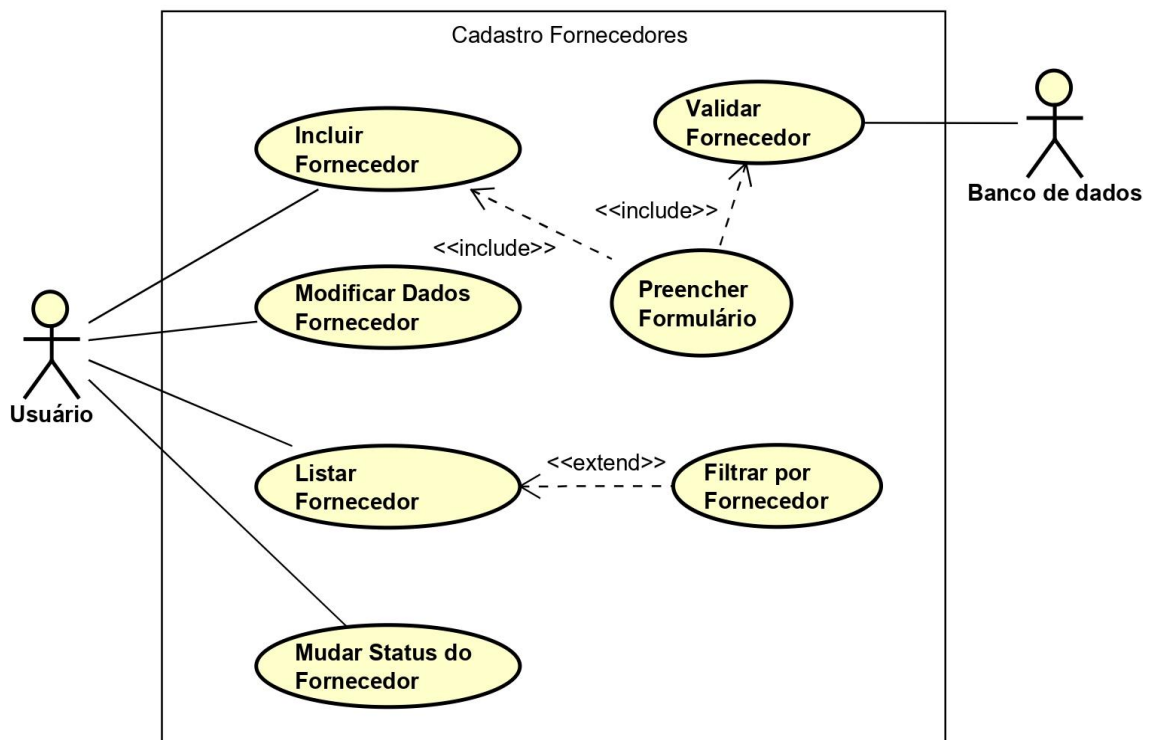 Cadastro Fornecedores
Incluir
Fornecedor
Validar
Fornecedor
Banco de dados
<<include>>
<<include>>
Modificar Dados
Fornecedor
Preencher
Formulário
Usuário
Listar
Fornecedor
<<extend>>
Filtrar por
Fornecedor
Mudar Status do
Fornecedor